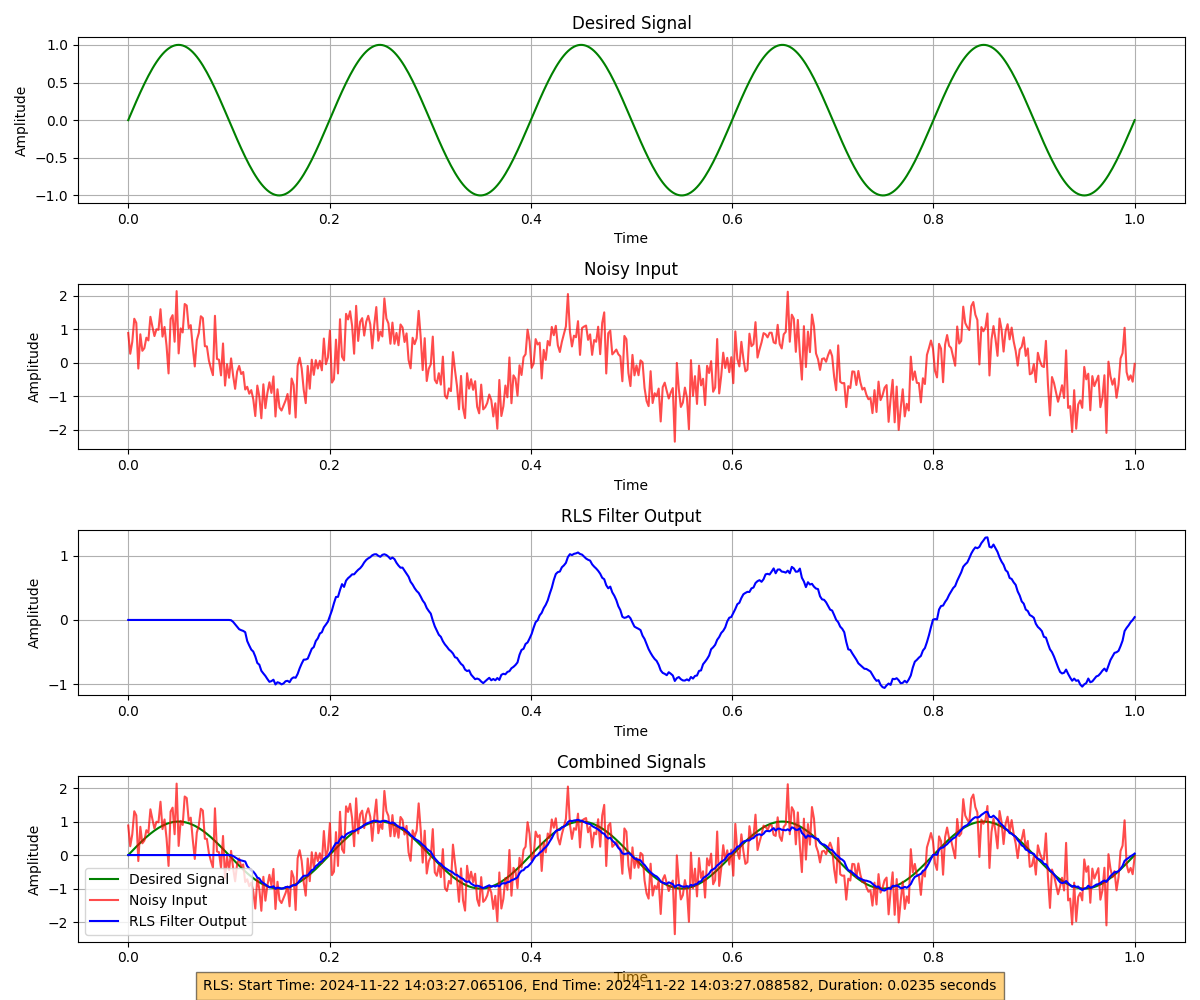 Desired Signal
1.0
0.5
0.0
−0.5
−1.0
Amplitude
0.0 0.2 0.4 0.6 0.8 1.0
Time
Noisy Input
2
1
0
−1
−2
Amplitude
0.0 0.2 0.4 0.6 0.8 1.0
Time
RLS Filter Output
1
0
−1
Amplitude
0.0 0.2 0.4 0.6 0.8 1.0
Time
Combined Signals
2
1
0
−1
−2
Amplitude
Desired Signal
Noisy Input
RLS Filter Output
0.0 0.2 0.4 0.6 0.8 1.0
Time
RLS: Start Time: 2024-11-22 14:03:27.065106, End Time: 2024-11-22 14:03:27.088582, Duration: 0.0235 seconds